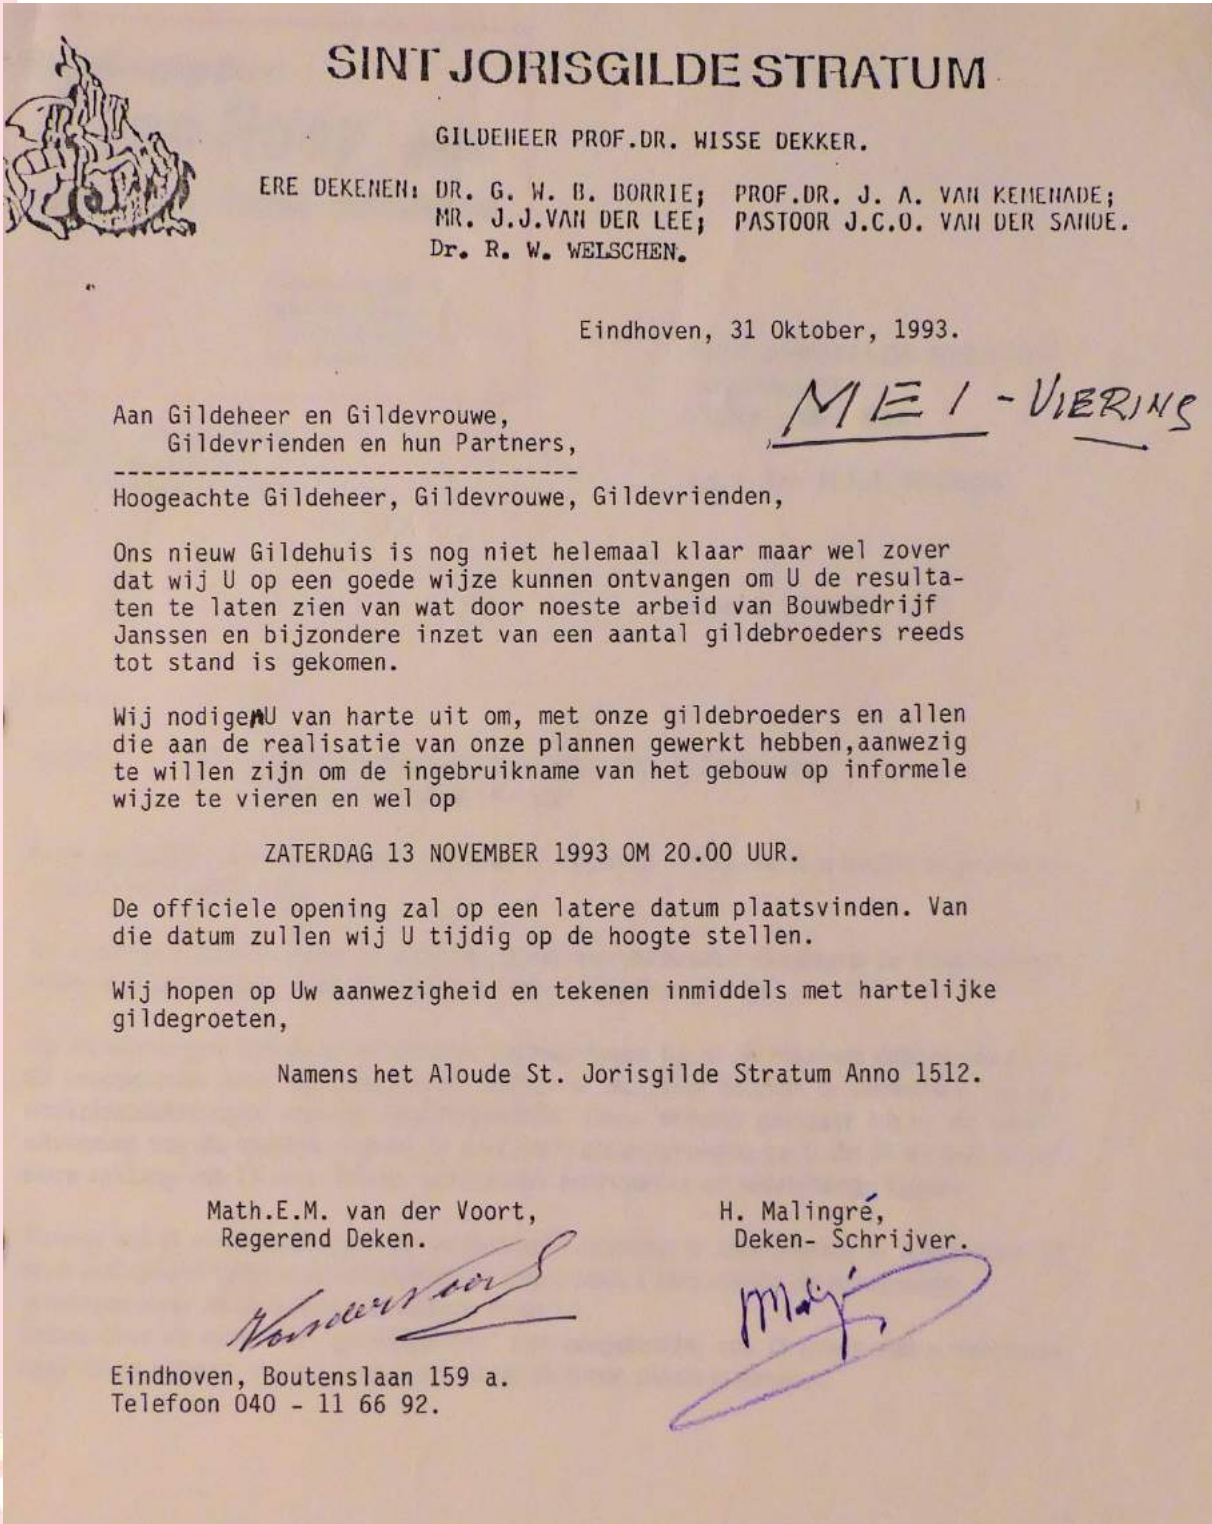 SINT JORISGILDE STRATUM
GILDEHEER PROF.DR. WISSE DEKKER.
ERE DEKENEN: DR. G. W. B. BORRIE; PROF.DR. J. A. VAN KEMENADE;
MR. J.J.VAN DER LEE; PASTOOR J.C.O. VAN DER SANDE.
Dr. R. W. WELSCHEN.
Eindhoven, 31 Oktober, 1993.
MEI - VIERING
Aan Gildeheer en Gildevrouwe,
Gildevrienden en hun Partners,
----------------------------------
Hoogeachte Gildeheer, Gildevrouwe, Gildevrienden,
Ons nieuw Gildehuis is nog niet helemaal klaar maar wel zover
dat wij U op een goede wijze kunnen ontvangen om U de resulta-
ten te laten zien van wat door noeste arbeid van Bouwbedrijf
Janssen en bijzondere inzet van een aantal gildebroeders reeds
tot stand is gekomen.
Wij nodigenU van harte uit om, met onze gildebroeders en allen
die aan de realisatie van onze plannen gewerkt hebben,aanwezig
te willen zijn om de ingebruikname van het gebouw op informele
wijze te vieren en wel op
ZATERDAG 13 NOVEMBER 1993 OM 20.00 UUR.
De officiele opening zal op een latere datum plaatsvinden. Van
die datum zullen wij U tijdig op de hoogte stellen.
Wij hopen op Uw aanwezigheid en tekenen inmiddels met hartelijke
gildegroeten,
Namens het Aloude St. Jorisgilde Stratum Anno 1512.
Math.E.M. van der Voort, H. Malingré,
Regerend Deken. Deken- Schrijver.
Vandervoort
Eindhoven, Boutenslaan 159 a.
Telefoon 040 - 11 66 92.